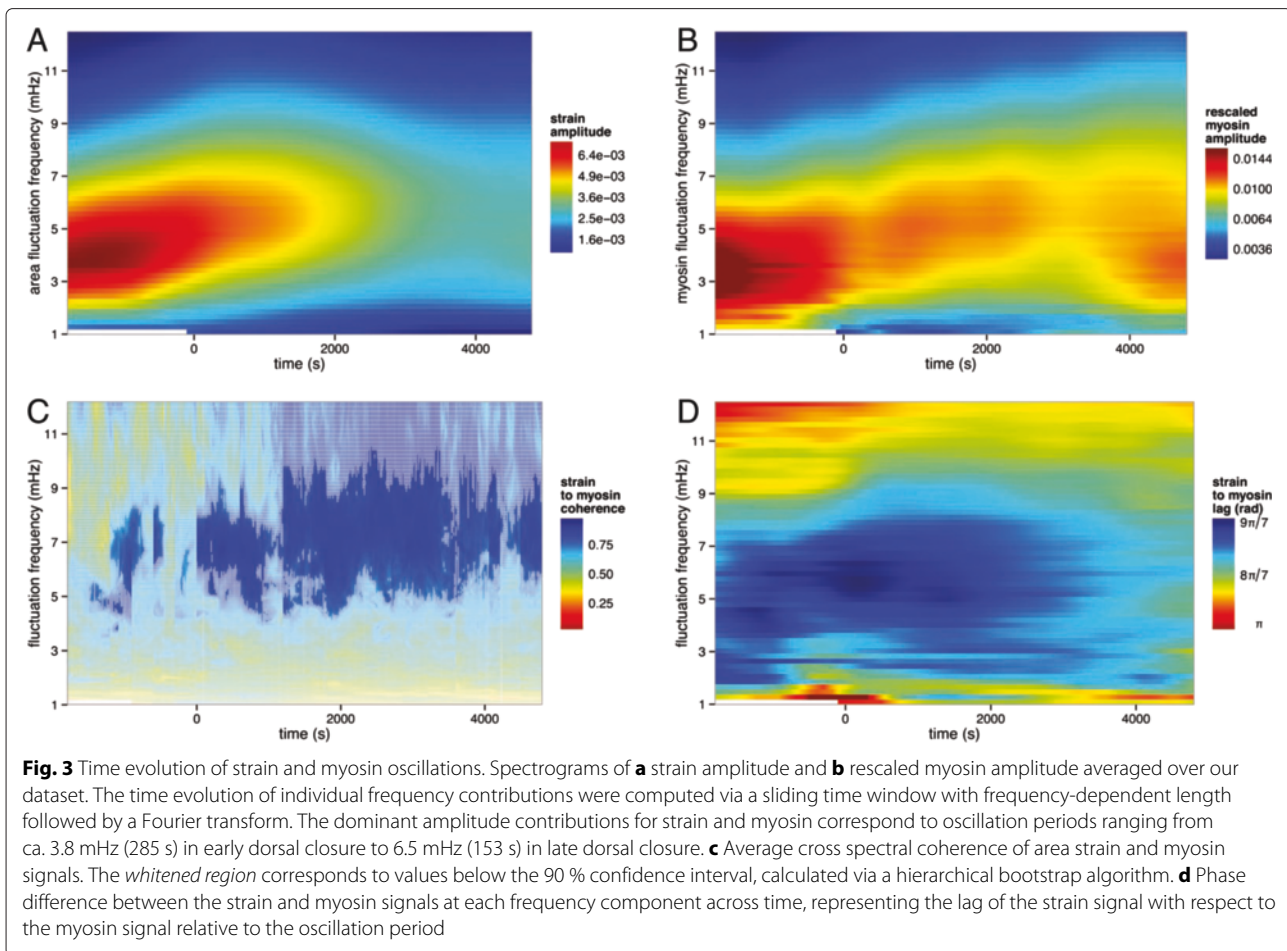 A
area fluctuation frequency (mHz)
11
9
7
5
3
1
0
2000
4000
time (s)
strain
amplitude
6.4e−03
4.9e−03
3.6e−03
2.5e−03
1.6e−03
B
myosin fluctuation frequency (mHz)
11
9
7
5
3
1
0
2000
4000
time (s)
rescaled
myosin
amplitude
0.0144
0.0100
0.0064
0.0036
C
fluctuation frequency (mHz)
11
9
7
5
3
1
0
2000
4000
time (s)
strain
to myosin
coherence
0.75
0.50
0.25
D
fluctuation frequency (mHz)
11
9
7
5
3
1
0
2000
4000
time (s)
strain
to myosin
lag (rad)
9π/7
8π/7
π
Fig. 3 Time evolution of strain and myosin oscillations. Spectrograms of a strain amplitude and b rescaled myosin amplitude averaged over our
dataset. The time evolution of individual frequency contributions were computed via a sliding time window with frequency-dependent length
followed by a Fourier transform. The dominant amplitude contributions for strain and myosin correspond to oscillation periods ranging from
ca. 3.8 mHz (285 s) in early dorsal closure to 6.5 mHz (153 s) in late dorsal closure. c Average cross spectral coherence of area strain and myosin
signals. The whitened region corresponds to values below the 90 % confidence interval, calculated via a hierarchical bootstrap algorithm. d Phase
difference between the strain and myosin signals at each frequency component across time, representing the lag of the strain signal with respect to
the myosin signal relative to the oscillation period